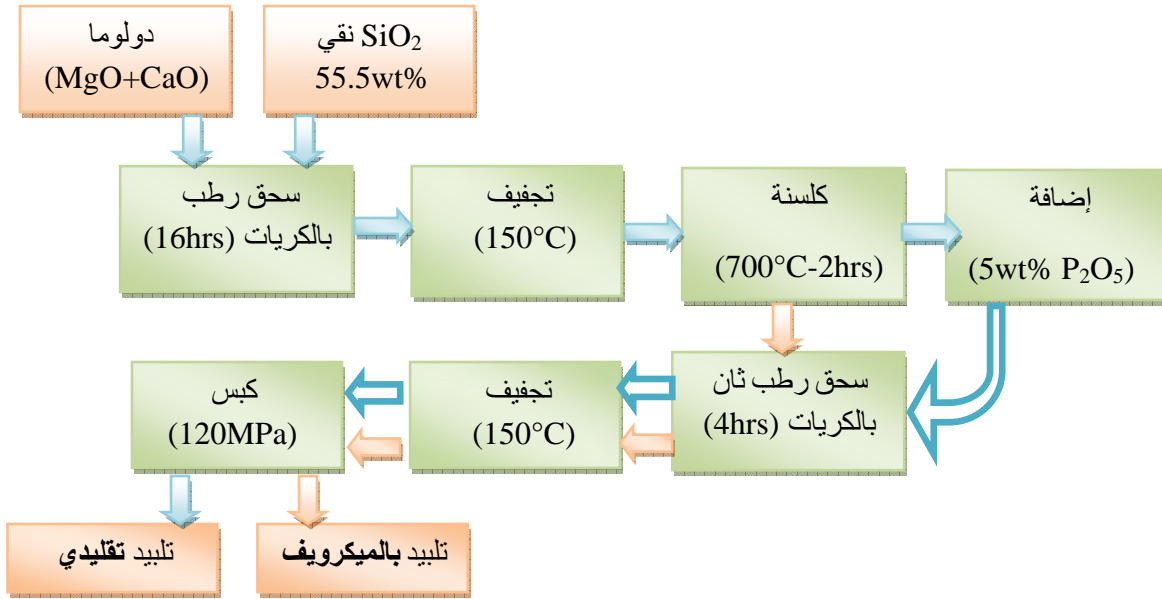 دولوما
(MgO+CaO)
SiO₂ نقي
55.5wt%
سحق رطب
بالكريات (16hrs)
تجفيف
(150°C)
كلسنة
(700°C-2hrs)
إضافة
(5wt% P₂O₅)
سحق رطب ثان
بالكريات (4hrs)
تجفيف
(150°C)
كبس
(120MPa)
تلبيد تقليدي
تلبيد بالميكرويف